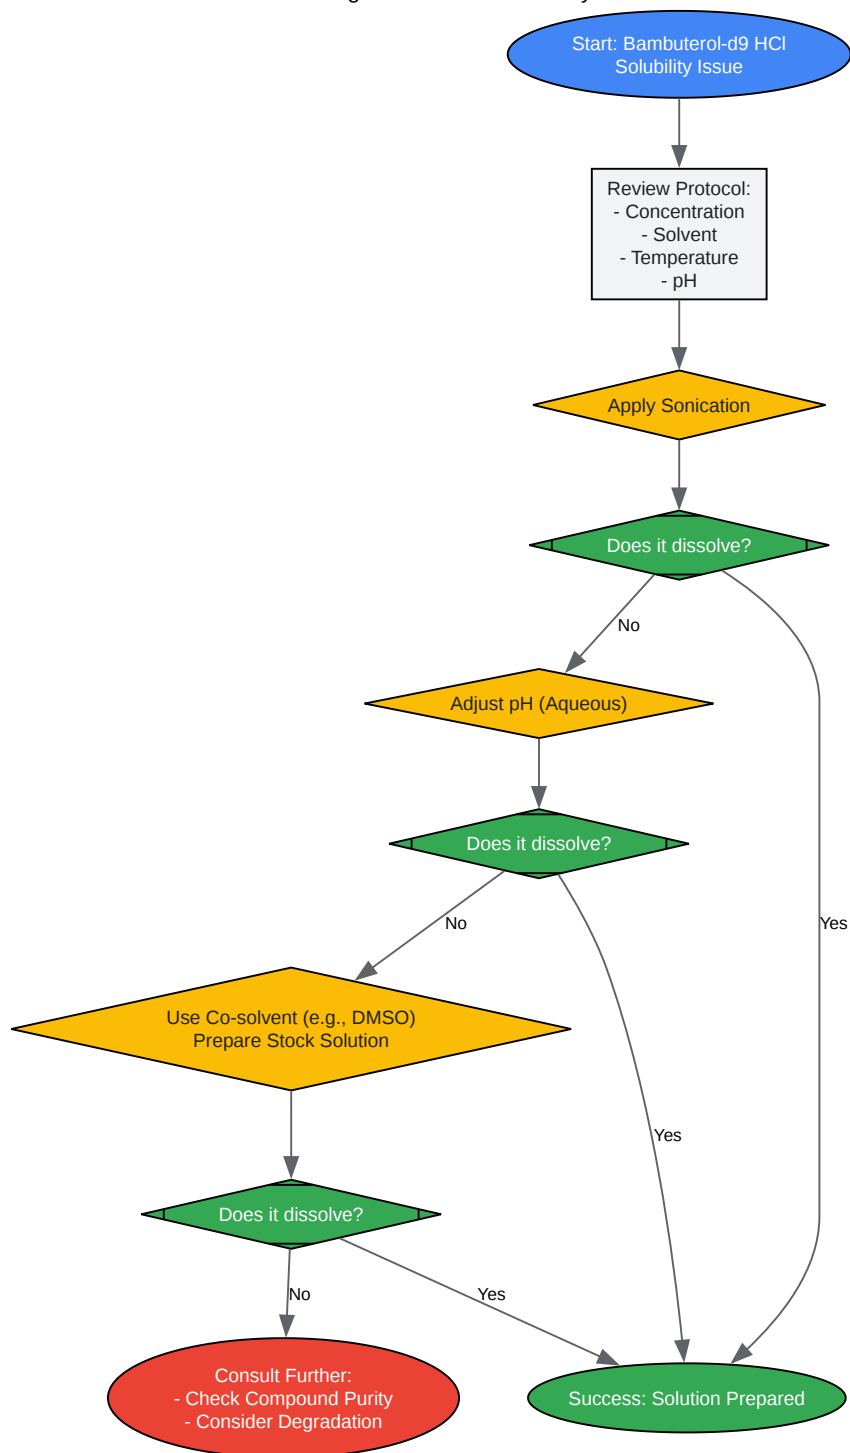 Start: Bambuterol-d9 HCl
Solubility Issue
Review Protocol:
- Concentration
- Solvent
- Temperature
- pH
Apply Sonication
Does it dissolve?
No
Adjust pH (Aqueous)
Does it dissolve?
Yes
No
Use Co-solvent (e.g., DMSO)
Prepare Stock Solution
Yes
Does it dissolve?
No
Yes
Consult Further:
- Check Compound Purity
- Consider Degradation
Success: Solution Prepared